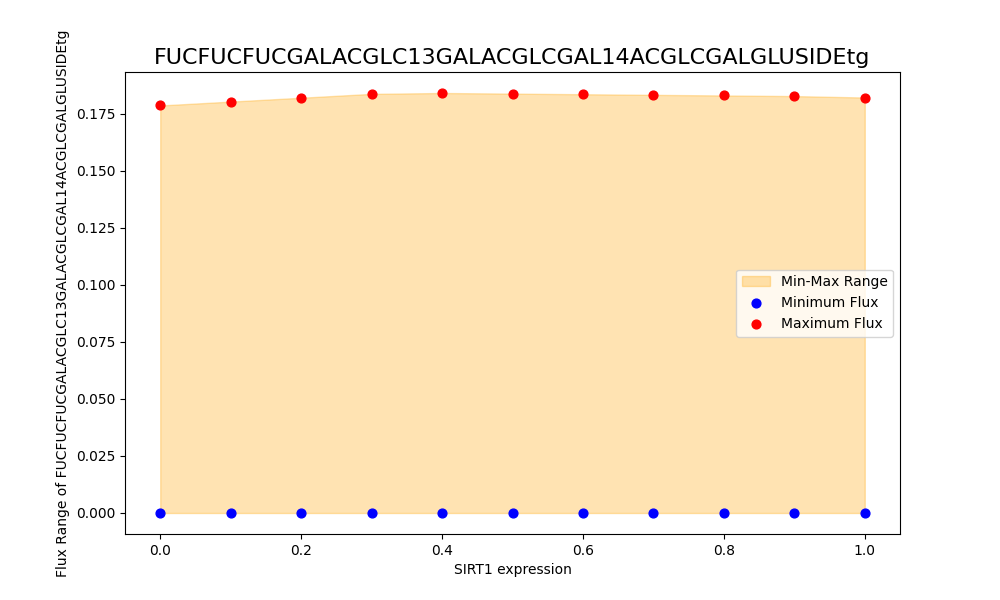 FUCFUCFUCGALACGLC13GALACGLCGAL14ACGLCGALGLUSIDEtg
Flux Range of FUCFUCFUCGALACGLC13GALACGLCGAL14ACGLCGALGLUSIDEtg
0.175
0.150
0.125
0.100
0.075
0.050
0.025
0.000
Min-Max Range
Minimum Flux
Maximum Flux
0.0 0.2 0.4 0.6 0.8 1.0
SIRT1 expression